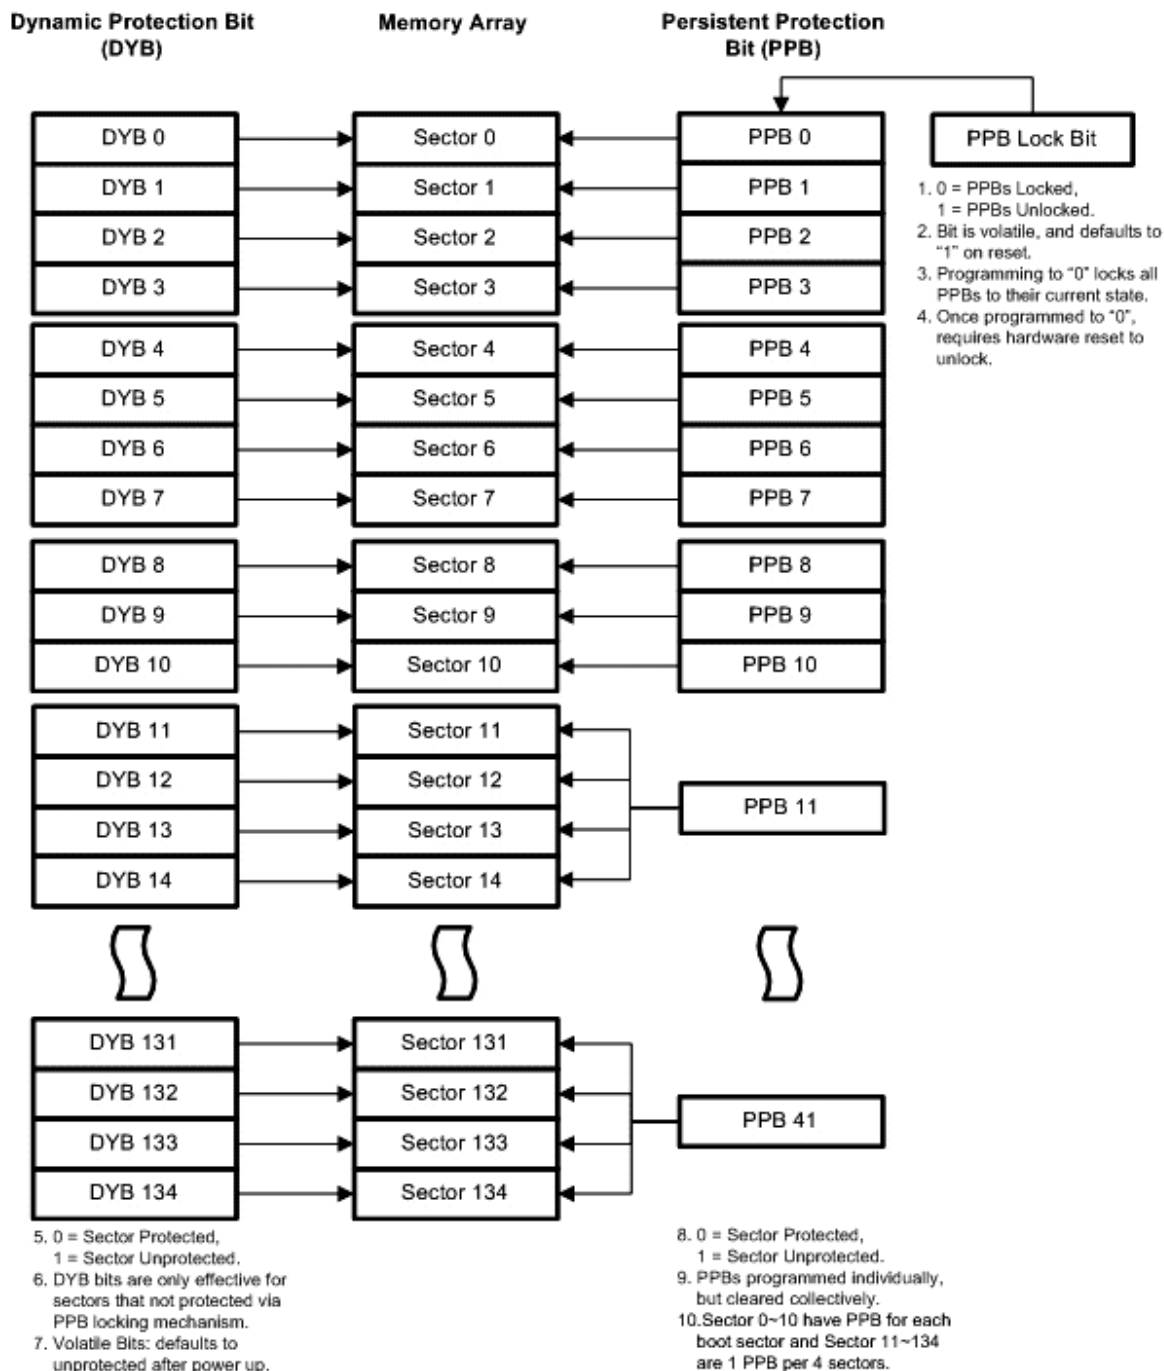 Dynamic Protection Bit
(DYB)
Memory Array
Persistent Protection
Bit (PPB)
DYB 0
Sector 0
PPB 0
PPB Lock Bit
DYB 1
Sector 1
PPB 1
DYB 2
Sector 2
PPB 2
DYB 3
Sector 3
PPB 3
1. 0 = PPBs Locked,
1 = PPBs Unlocked.
2. Bit is volatile, and defaults to
“1” on reset.
3. Programming to “0” locks all
PPBs to their current state.
4. Once programmed to “0”,
requires hardware reset to
unlock.
DYB 4
Sector 4
PPB 4
DYB 5
Sector 5
PPB 5
DYB 6
Sector 6
PPB 6
DYB 7
Sector 7
PPB 7
DYB 8
Sector 8
PPB 8
DYB 9
Sector 9
PPB 9
DYB 10
Sector 10
PPB 10
DYB 11
Sector 11
DYB 12
Sector 12
PPB 11
DYB 13
Sector 13
DYB 14
Sector 14
DYB 131
Sector 131
DYB 132
Sector 132
PPB 41
DYB 133
Sector 133
DYB 134
Sector 134
5. 0 = Sector Protected,
1 = Sector Unprotected.
6. DYB bits are only effective for
sectors that not protected via
PPB locking mechanism.
7. Volatile Bits: defaults to
unprotected after power up.
8. 0 = Sector Protected,
1 = Sector Unprotected.
9. PPBs programmed individually,
but cleared collectively.
10.Sector 0~10 have PPB for each
boot sector and Sector 11~134
are 1 PPB per 4 sectors.